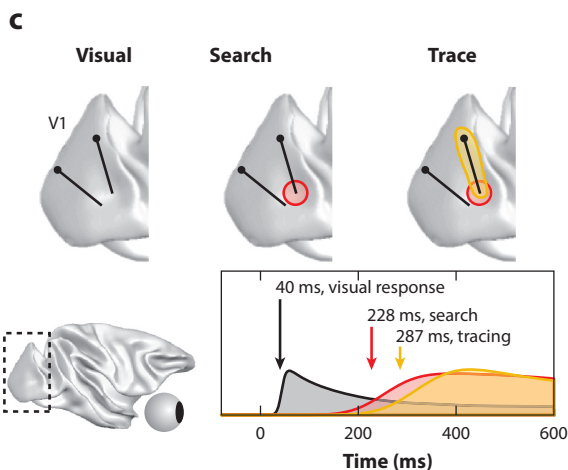 c
Visual Search Trace
V1
40 ms, visual response
228 ms, search
287 ms, tracing
0 200 400 600
Time (ms)